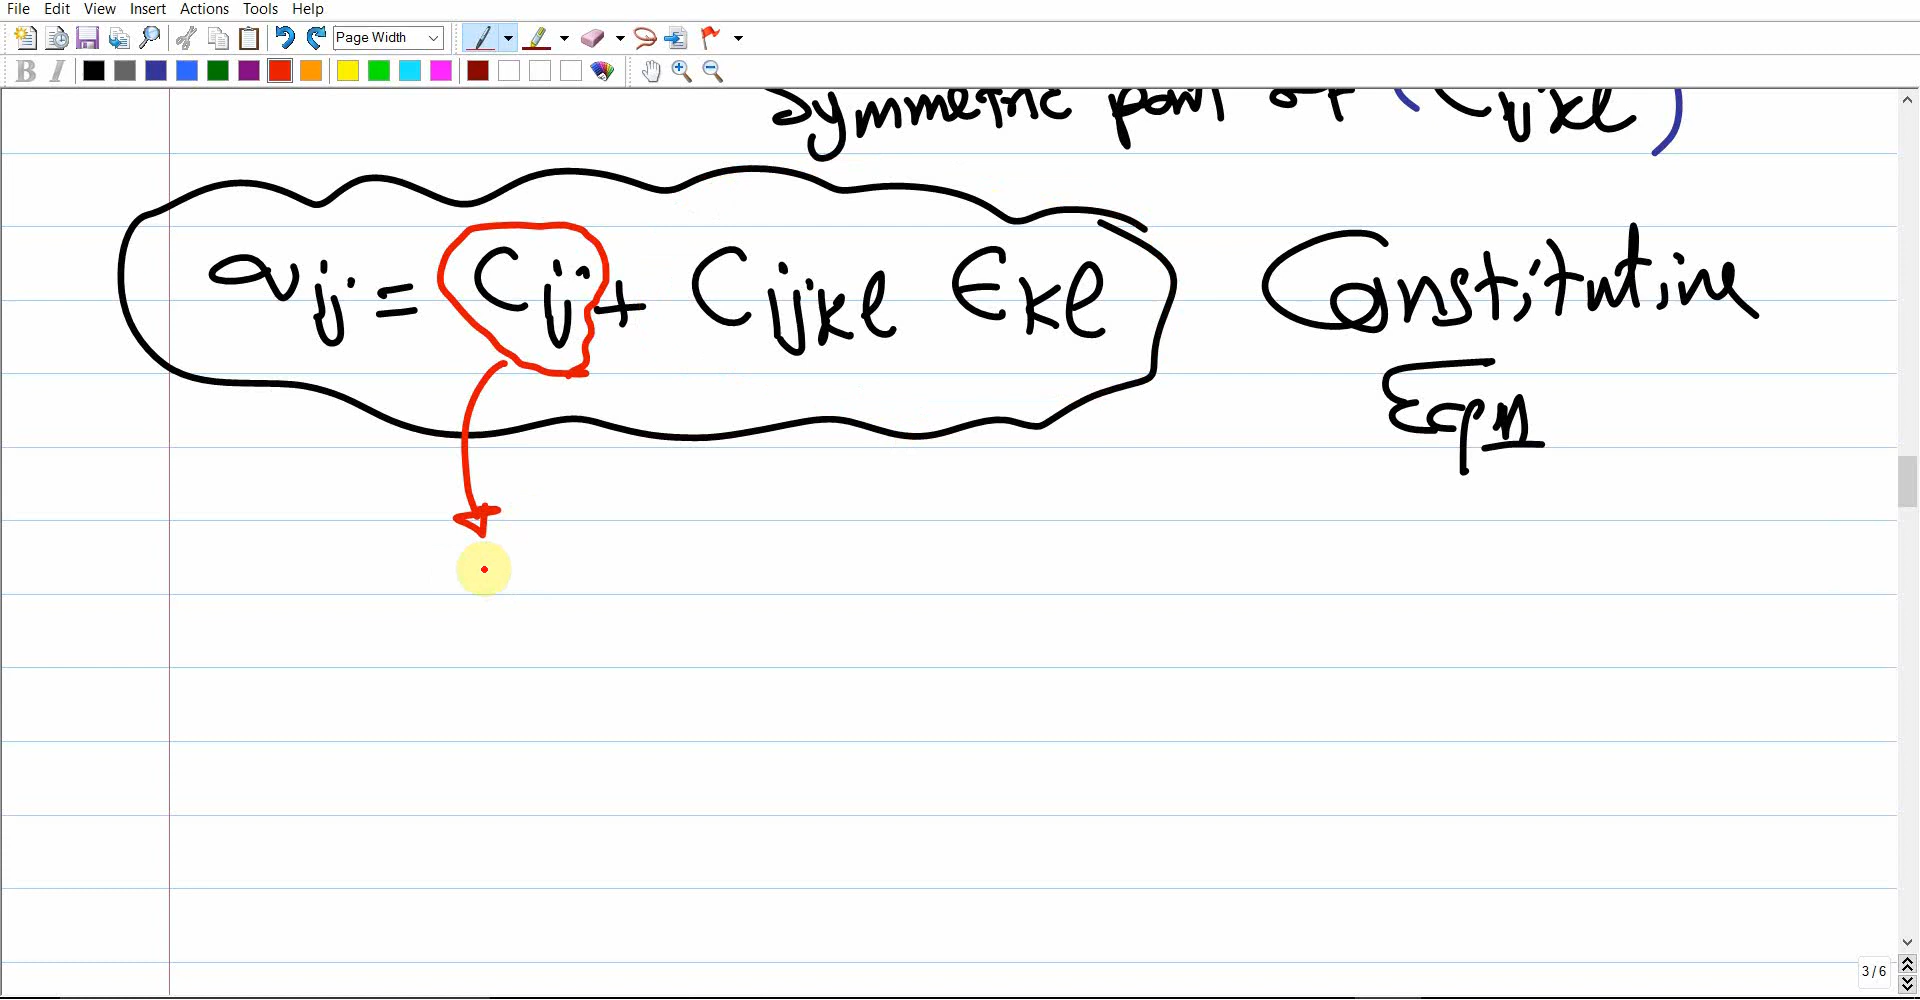 File Edit View Insert Actions Tools Help
Page Width
B I
Symmetric part of (Cijkl)
σij = Cij + Cijkl Ekl Constitutive
Eqn
3 / 6